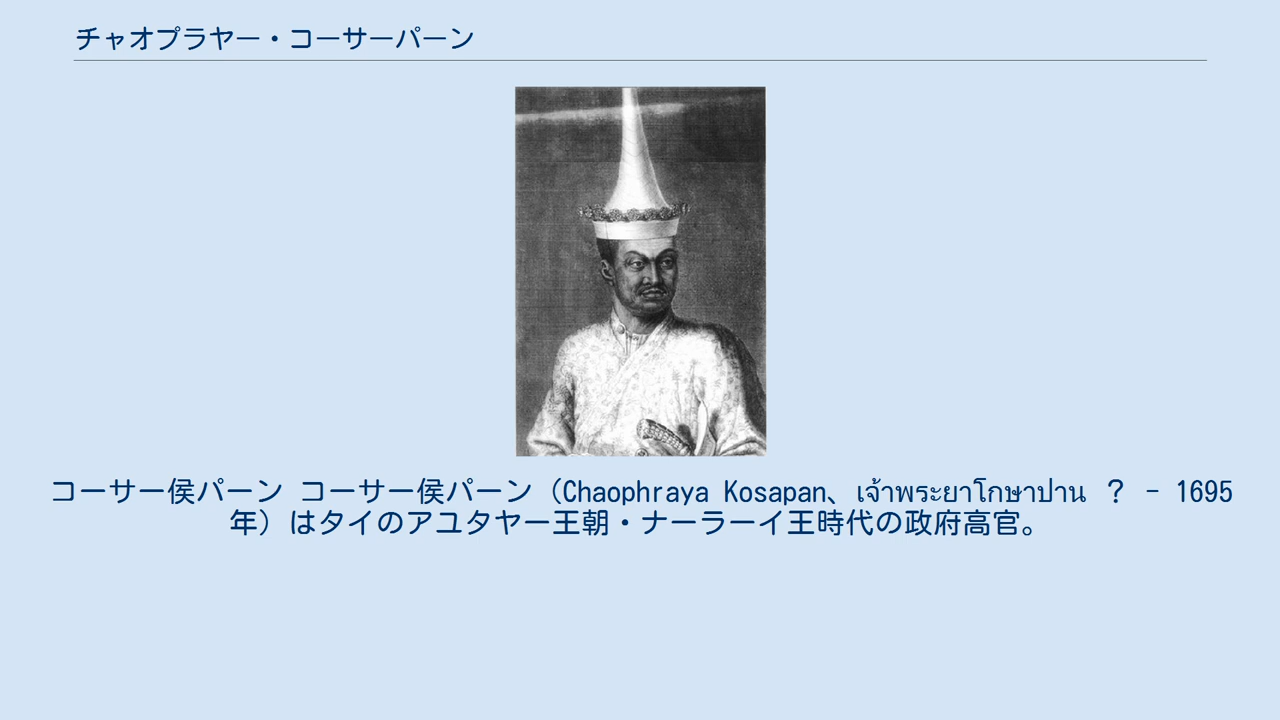 チャオプラヤー・コーサーパーン
コーサー侯パーン コーサー侯パーン（Chaophraya Kosapan、เจ้าพระยาโกษาปาน ? - 1695
年）はタイのアユタヤー王朝・ナーラーイ王時代の政府高官。